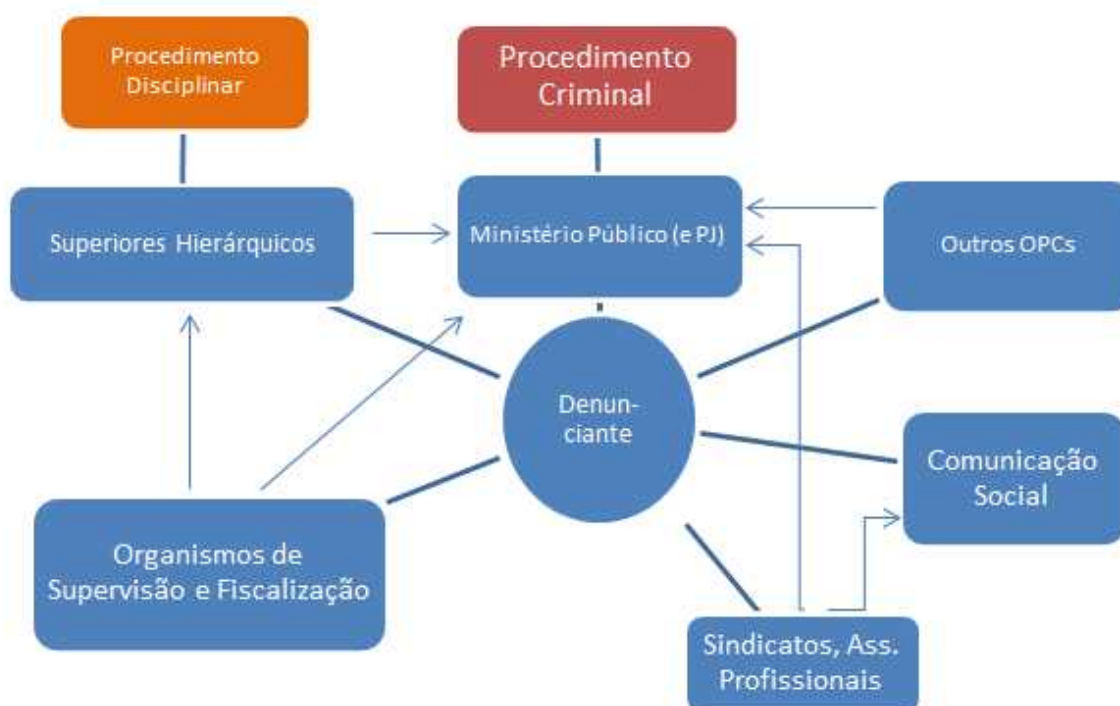 Procedimento
Disciplinar
Procedimento
Criminal
Superiores Hierárquicos
Ministério Público (e PJ)
Outros OPCs
Denun-
ciante
Comunicação
Social
Organismos de
Supervisão e Fiscalização
Sindicatos, Ass.
Profissionais